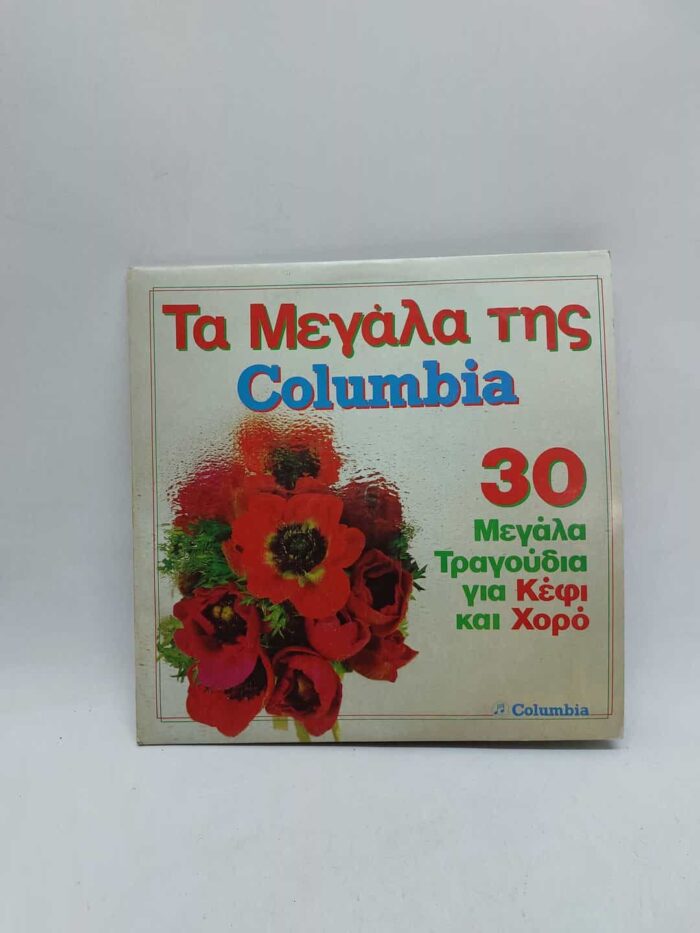 Τα Μεγάλα της
Columbia
30
Μεγάλα
Τραγούδια
για Κέφι
και Χορό
Columbia